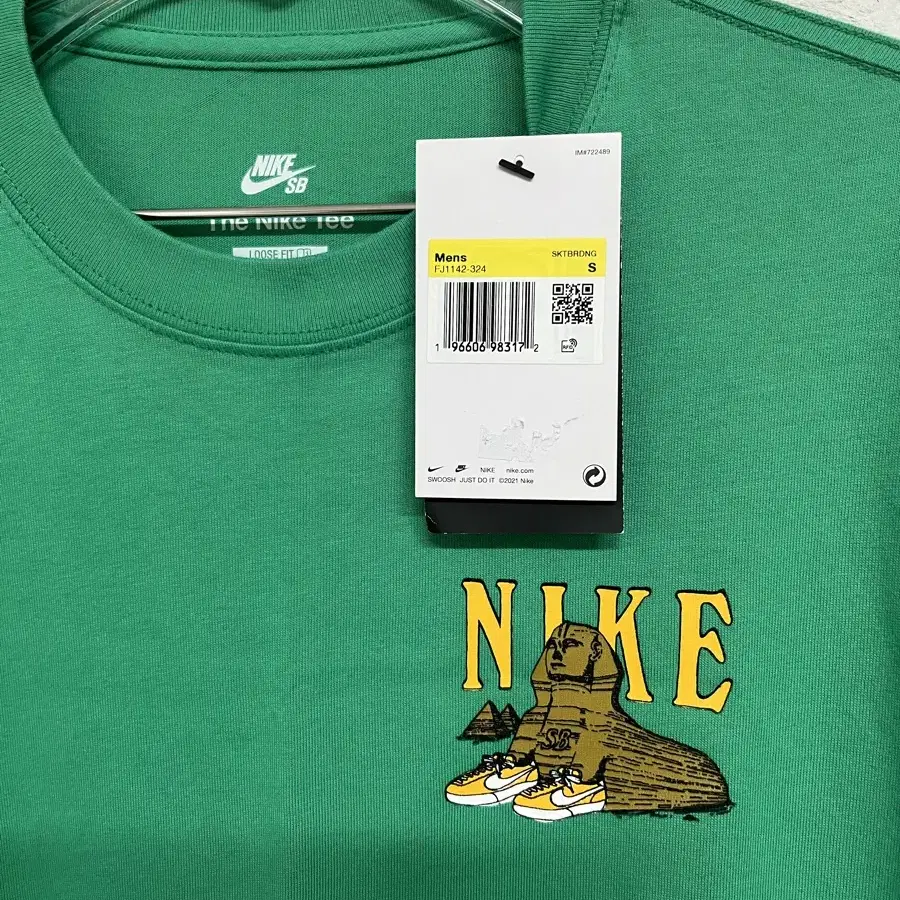 NIKE
SB
The Nike Tee
LOOSE FIT
IM#722489
Mens SKTBRDNG
FJ1142-324 S
1 96606 98317 2
RFID
NIKE nike.com
SWOOSH JUST DO IT ©2021 Nike
NIKE
SB